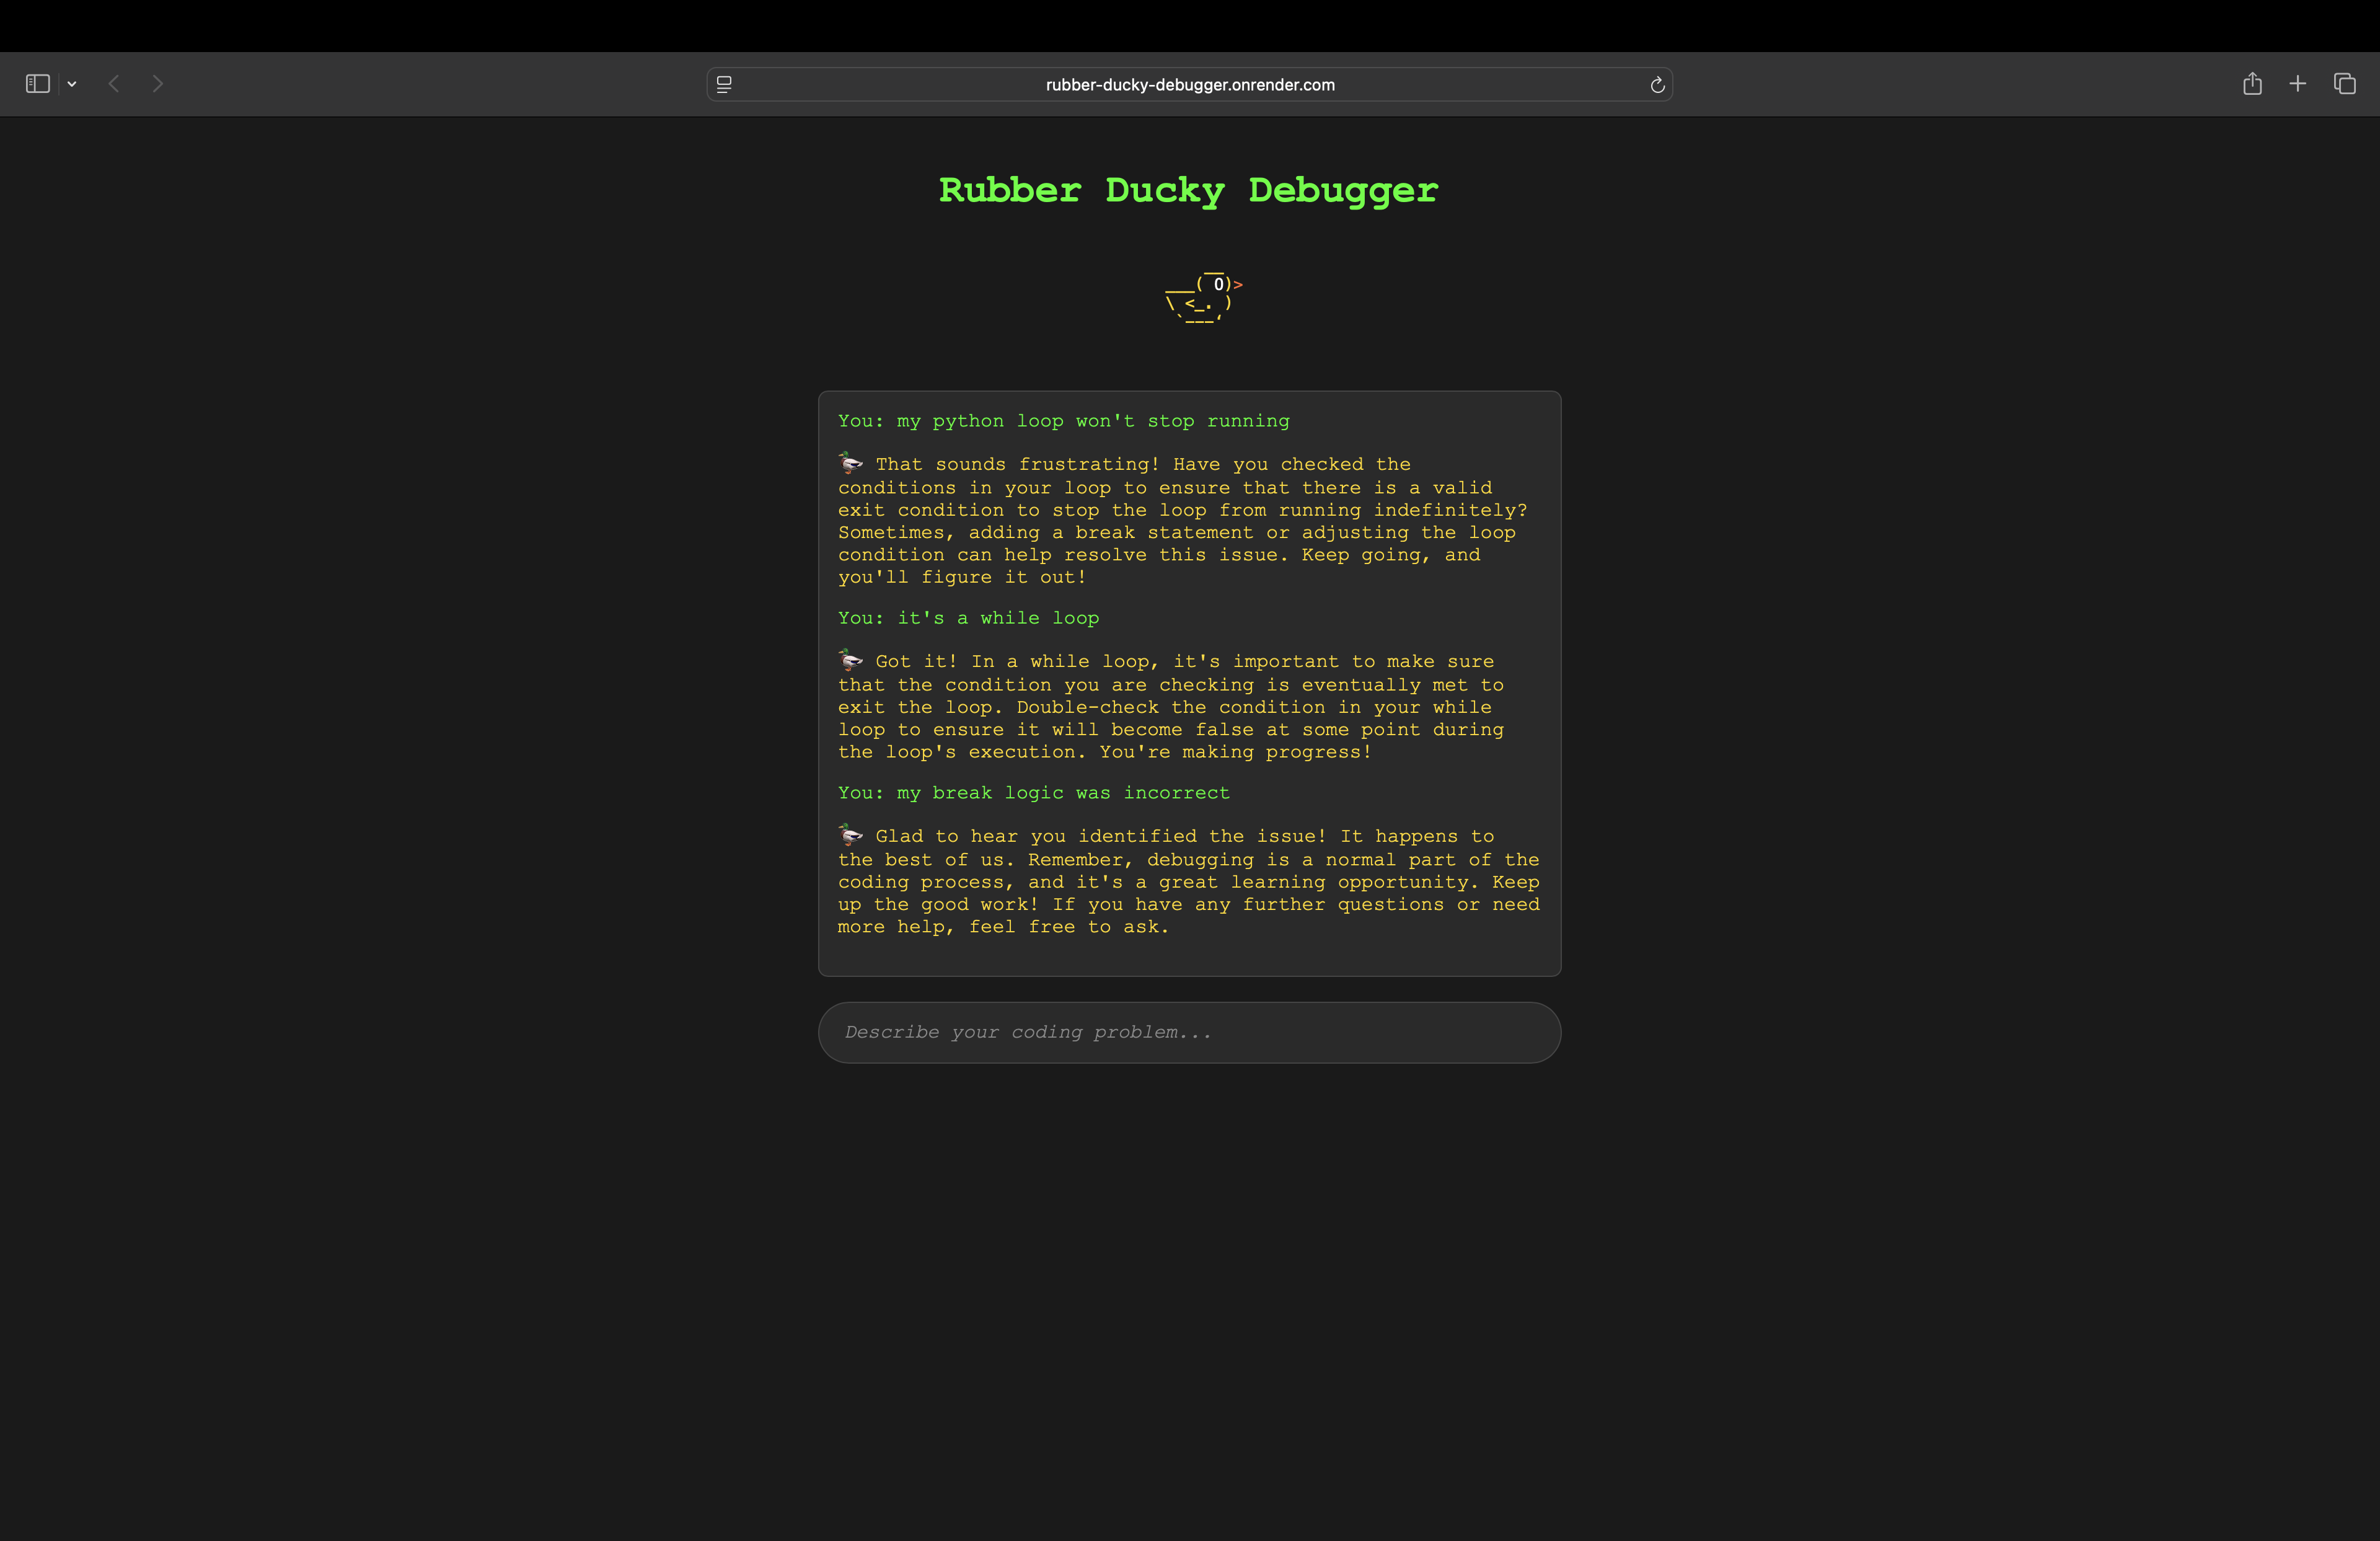 rubber-ducky-debugger.onrender.com
Rubber Ducky Debugger
      __
___( 0)>
\ <_. )
 `___'
You: my python loop won't stop running
🦆 That sounds frustrating! Have you checked the
conditions in your loop to ensure that there is a valid
exit condition to stop the loop from running indefinitely?
Sometimes, adding a break statement or adjusting the loop
condition can help resolve this issue. Keep going, and
you'll figure it out!
You: it's a while loop
🦆 Got it! In a while loop, it's important to make sure
that the condition you are checking is eventually met to
exit the loop. Double-check the condition in your while
loop to ensure it will become false at some point during
the loop's execution. You're making progress!
You: my break logic was incorrect
🦆 Glad to hear you identified the issue! It happens to
the best of us. Remember, debugging is a normal part of the
coding process, and it's a great learning opportunity. Keep
up the good work! If you have any further questions or need
more help, feel free to ask.
Describe your coding problem...